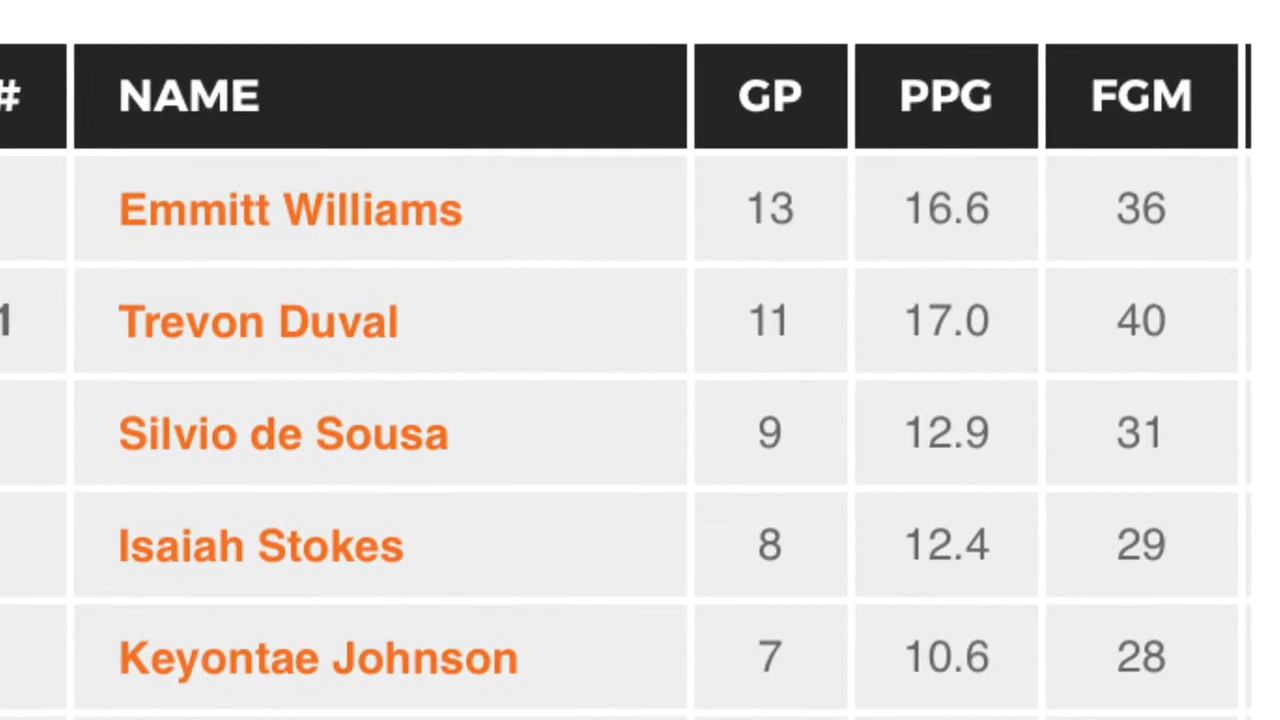 # NAME GP PPG FGM
Emmitt Williams 13 16.6 36
1 Trevon Duval 11 17.0 40
Silvio de Sousa 9 12.9 31
Isaiah Stokes 8 12.4 29
Keyontae Johnson 7 10.6 28